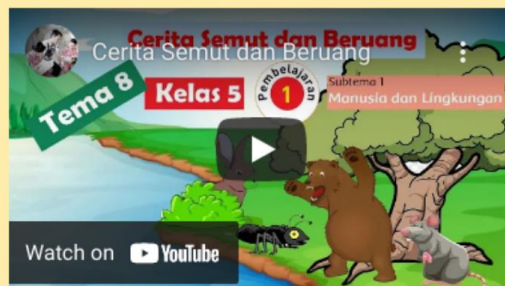 Cerita Semut dan Beruang
Cerita Semut dan Beruang
Tema 8
Kelas 5
Pembelajaran
1
Subtema 1
Manusia dan Lingkungan
Watch on YouTube